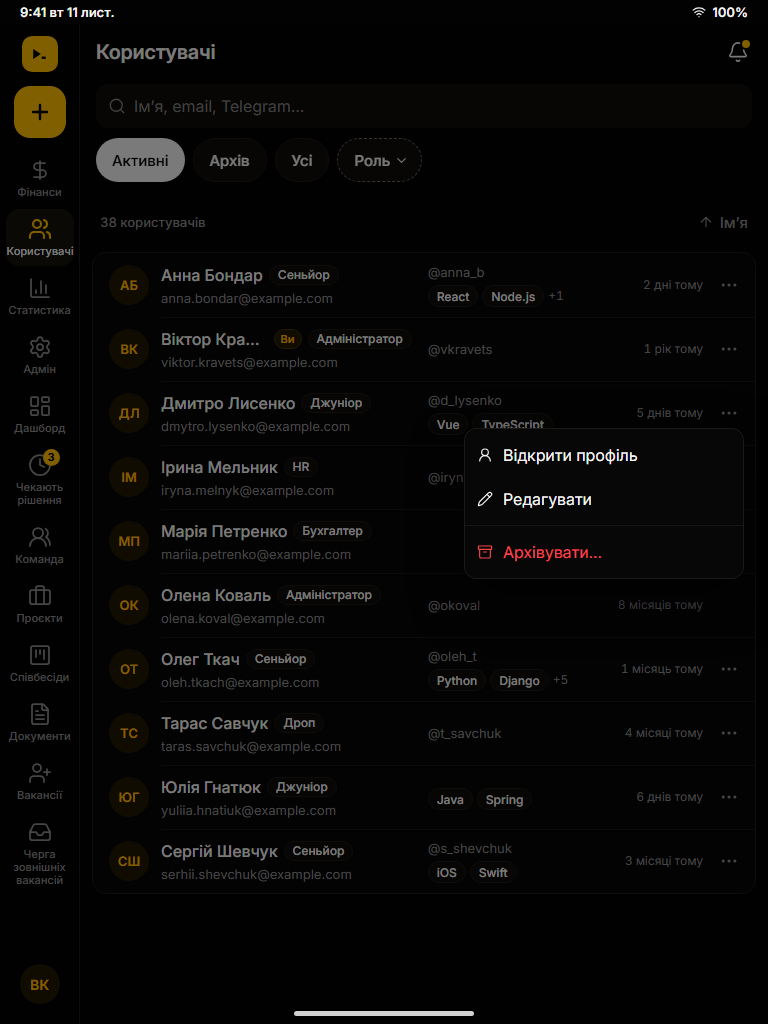 9:41 вт 11 лист.
100%
Користувачі
Ім’я, email, Telegram...
Активні
Архів
Усі
Роль
38 користувачів
Ім’я
Фінанси
Користувачі
Статистика
Адмін
Дашборд
3
Чекають
рішення
Команда
Проєкти
Співбесіди
Документи
Вакансії
Черга
зовнішніх
вакансій
ВК
АБ
Анна Бондар Сеньйор
anna.bondar@example.com
@anna_b
React Node.js +1
2 дні тому
ВК
Віктор Кра... Ви Адміністратор
viktor.kravets@example.com
@vkravets
1 рік тому
ДЛ
Дмитро Лисенко Джуніор
dmytro.lysenko@example.com
@d_lysenko
Vue TypeScript
5 днів тому
Відкрити профіль
Редагувати
Архівувати...
ІМ
Ірина Мельник HR
iryna.melnyk@example.com
@iryn
МП
Марія Петренко Бухгалтер
mariia.petrenko@example.com
ОК
Олена Коваль Адміністратор
olena.koval@example.com
@okoval
8 місяців тому
ОТ
Олег Ткач Сеньйор
oleh.tkach@example.com
@oleh_t
Python Django +5
1 місяць тому
ТС
Тарас Савчук Дроп
taras.savchuk@example.com
@t_savchuk
4 місяці тому
ЮГ
Юлія Гнатюк Джуніор
yuliia.hnatiuk@example.com
Java Spring
6 днів тому
СШ
Сергій Шевчук Сеньйор
serhii.shevchuk@example.com
@s_shevchuk
iOS Swift
3 місяці тому